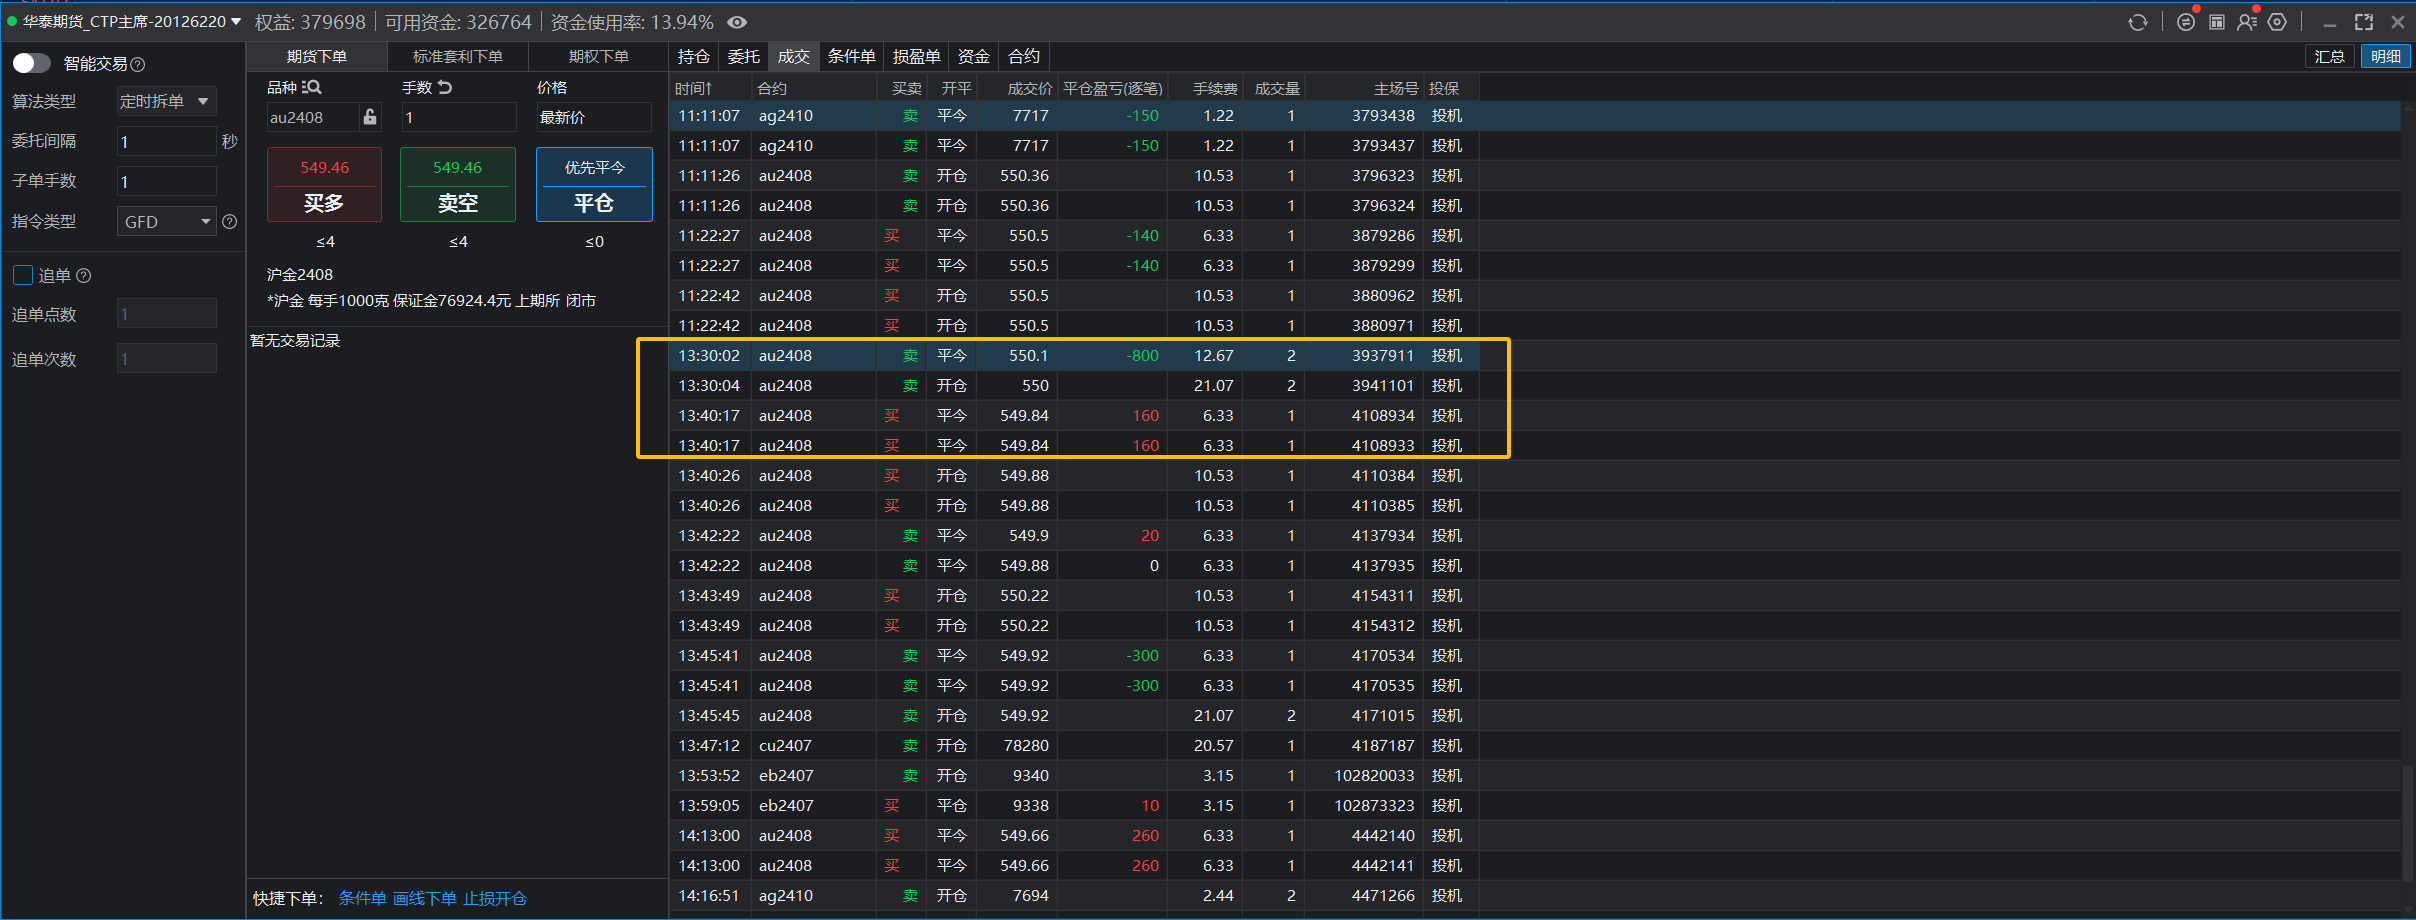 华泰期货_CTP主席-20126220 权益: 379698 可用资金: 326764 资金使用率: 13.94%
智能交易
算法类型 定时拆单
委托间隔 1 秒
子单手数 1
指令类型 GFD
追单
追单点数 1
追单次数 1
期货下单 标准套利下单 期权下单
品种 手数 价格
au2408 1 最新价
549.46 549.46 优先平今
买多 卖空 平仓
≤4 ≤4 ≤0
沪金2408
*沪金 每手1000克 保证金76924.4元 上期所 闭市
暂无交易记录
快捷下单: 条件单 画线下单 止损开仓
持仓 委托 成交 条件单 损盈单 资金 合约 汇总 明细
时间↑ 合约 买卖 开平 成交价 平仓盈亏(逐笔) 手续费 成交量 主场号 投保
11:11:07 ag2410 卖 平今 7717 -150 1.22 1 3793438 投机
11:11:07 ag2410 卖 平今 7717 -150 1.22 1 3793437 投机
11:11:26 au2408 卖 开仓 550.36 10.53 1 3796323 投机
11:11:26 au2408 卖 开仓 550.36 10.53 1 3796324 投机
11:22:27 au2408 买 平今 550.5 -140 6.33 1 3879286 投机
11:22:27 au2408 买 平今 550.5 -140 6.33 1 3879299 投机
11:22:42 au2408 买 开仓 550.5 10.53 1 3880962 投机
11:22:42 au2408 买 开仓 550.5 10.53 1 3880971 投机
13:30:02 au2408 卖 平今 550.1 -800 12.67 2 3937911 投机
13:30:04 au2408 卖 开仓 550 21.07 2 3941101 投机
13:40:17 au2408 买 平今 549.84 160 6.33 1 4108934 投机
13:40:17 au2408 买 平今 549.84 160 6.33 1 4108933 投机
13:40:26 au2408 买 开仓 549.88 10.53 1 4110384 投机
13:40:26 au2408 买 开仓 549.88 10.53 1 4110385 投机
13:42:22 au2408 卖 平今 549.9 20 6.33 1 4137934 投机
13:42:22 au2408 卖 平今 549.88 0 6.33 1 4137935 投机
13:43:49 au2408 买 开仓 550.22 10.53 1 4154311 投机
13:43:49 au2408 买 开仓 550.22 10.53 1 4154312 投机
13:45:41 au2408 卖 平今 549.92 -300 6.33 1 4170534 投机
13:45:41 au2408 卖 平今 549.92 -300 6.33 1 4170535 投机
13:45:45 au2408 卖 开仓 549.92 21.07 2 4171015 投机
13:47:12 cu2407 卖 开仓 78280 20.57 1 4187187 投机
13:53:52 eb2407 卖 开仓 9340 3.15 1 102820033 投机
13:59:05 eb2407 买 平仓 9338 10 3.15 1 102873323 投机
14:13:00 au2408 买 平今 549.66 260 6.33 1 4442140 投机
14:13:00 au2408 买 平今 549.66 260 6.33 1 4442141 投机
14:16:51 ag2410 卖 开仓 7694 2.44 2 4471266 投机